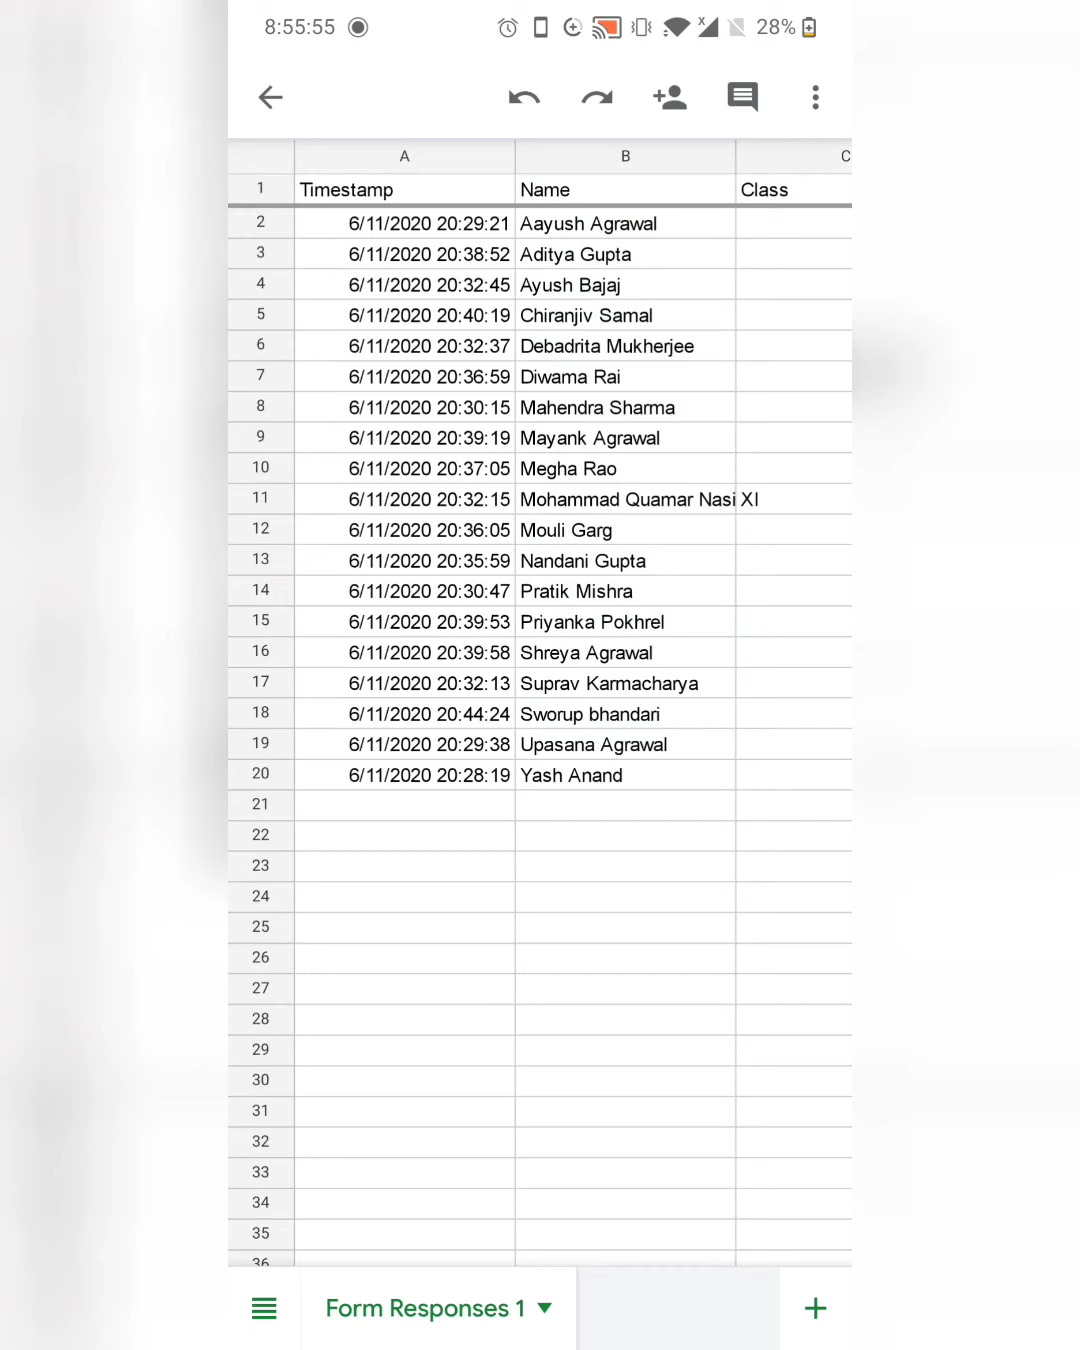 8:55:55 28%
A B C
1 Timestamp Name Class
2 6/11/2020 20:29:21 Aayush Agrawal
3 6/11/2020 20:38:52 Aditya Gupta
4 6/11/2020 20:32:45 Ayush Bajaj
5 6/11/2020 20:40:19 Chiranjiv Samal
6 6/11/2020 20:32:37 Debadrita Mukherjee
7 6/11/2020 20:36:59 Diwama Rai
8 6/11/2020 20:30:15 Mahendra Sharma
9 6/11/2020 20:39:19 Mayank Agrawal
10 6/11/2020 20:37:05 Megha Rao
11 6/11/2020 20:32:15 Mohammad Quamar Nasi XI
12 6/11/2020 20:36:05 Mouli Garg
13 6/11/2020 20:35:59 Nandani Gupta
14 6/11/2020 20:30:47 Pratik Mishra
15 6/11/2020 20:39:53 Priyanka Pokhrel
16 6/11/2020 20:39:58 Shreya Agrawal
17 6/11/2020 20:32:13 Suprav Karmacharya
18 6/11/2020 20:44:24 Sworup bhandari
19 6/11/2020 20:29:38 Upasana Agrawal
20 6/11/2020 20:28:19 Yash Anand
21
22
23
24
25
26
27
28
29
30
31
32
33
34
35
36
Form Responses 1